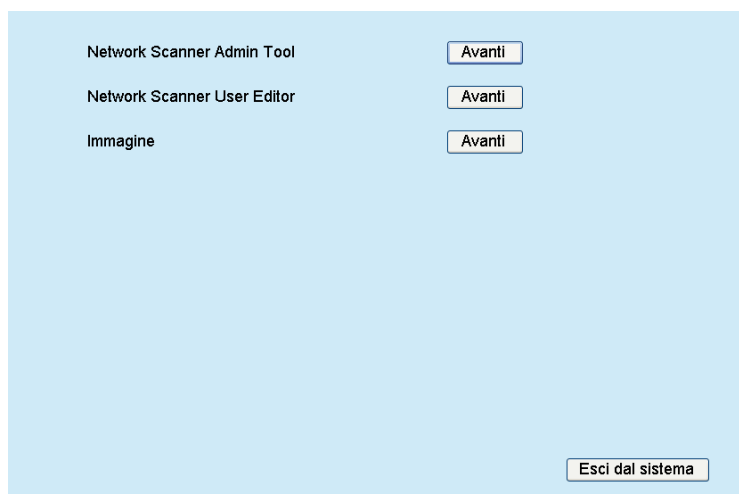 Network Scanner Admin Tool Avanti
Network Scanner User Editor Avanti
Immagine Avanti
Esci dal sistema